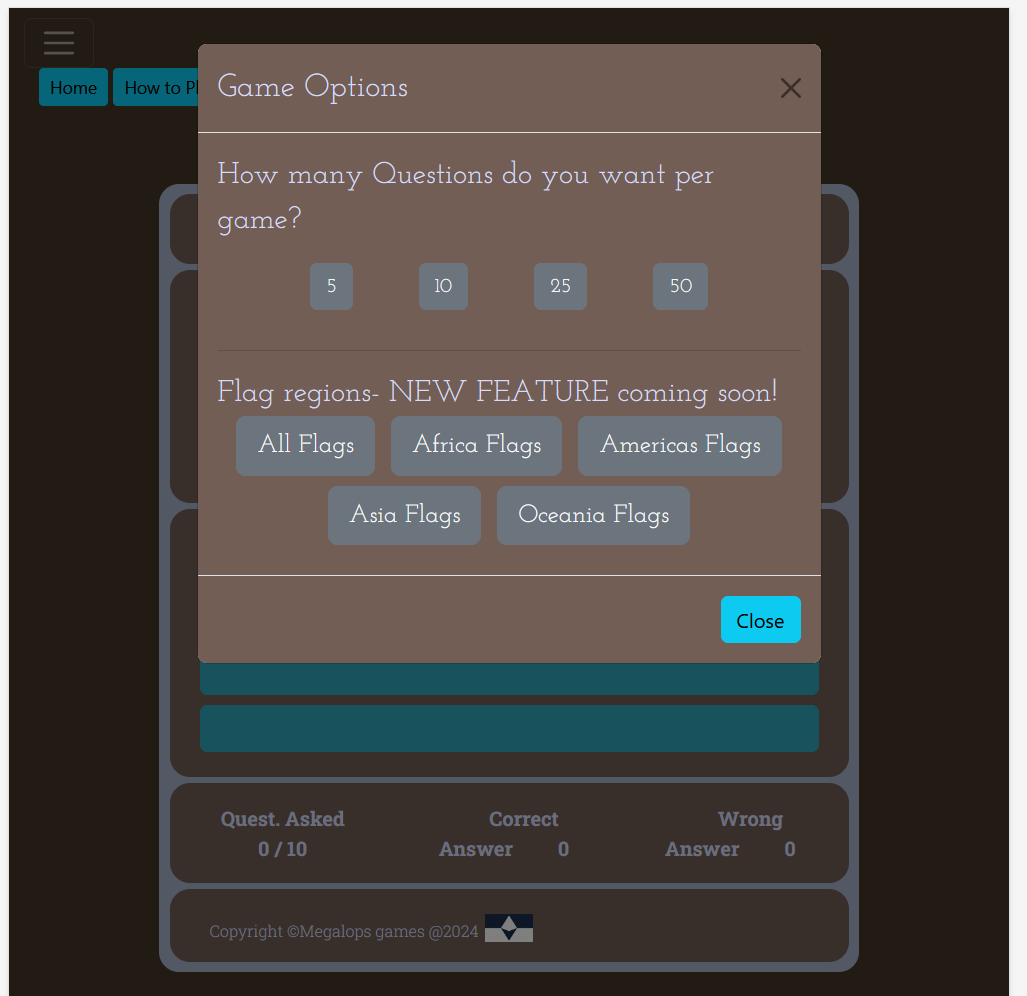 Home How to Pl
Game Options
How many Questions do you want per
game?
5 10 25 50
Flag regions- NEW FEATURE coming soon!
All Flags Africa Flags Americas Flags
Asia Flags Oceania Flags
Close
Quest. Asked Correct Wrong
0 / 10 Answer 0 Answer 0
Copyright ©Megalops games @2024